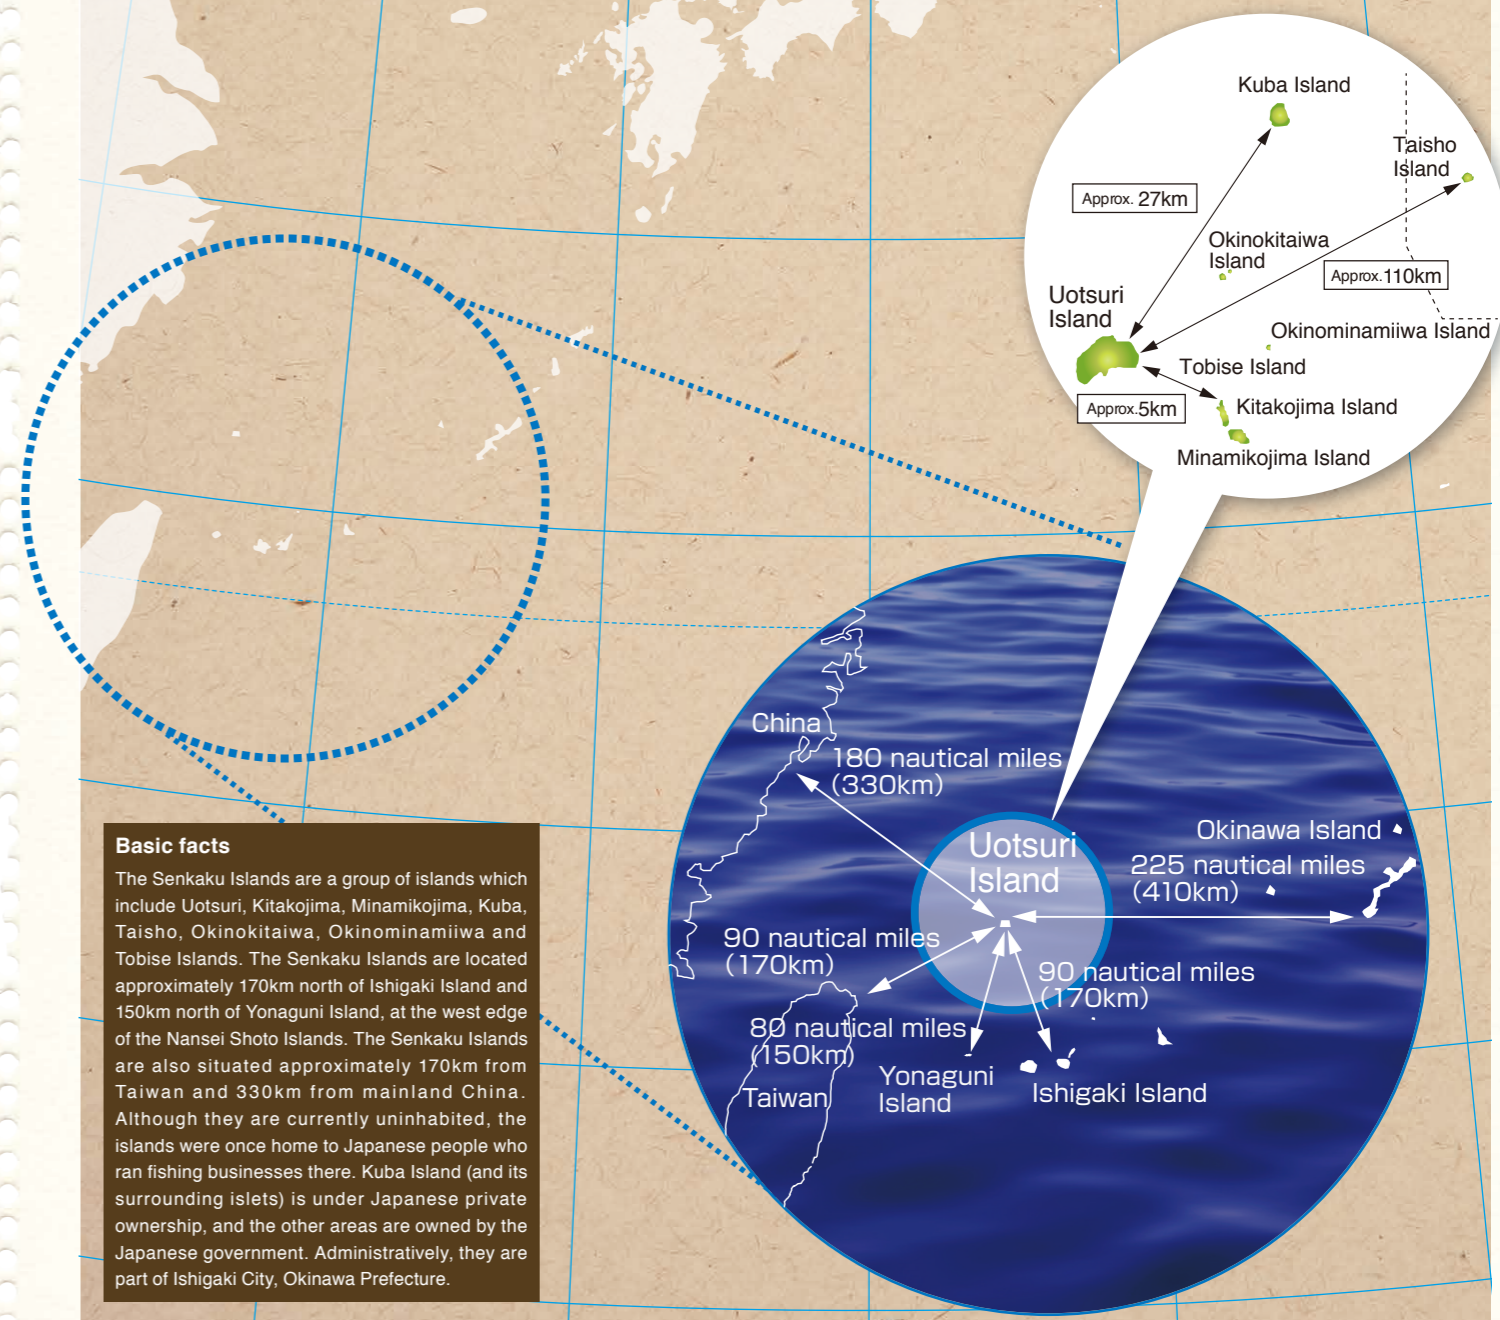 Kuba Island
Taisho
Island
Approx. 27km
Okinokitaiwa
Island
Approx.110km
Uotsuri
Island
Okinominamiiwa Island
Tobise Island
Approx.5km
Kitakojima Island
Minamikojima Island
China
180 nautical miles
(330km)
Uotsuri
Island
Okinawa Island
225 nautical miles
(410km)
90 nautical miles
(170km)
90 nautical miles
(170km)
80 nautical miles
(150km)
Yonaguni
Island
Ishigaki Island
Taiwan
Basic facts
The Senkaku Islands are a group of islands which
include Uotsuri, Kitakojima, Minamikojima, Kuba,
Taisho, Okinokitaiwa, Okinominamiiwa and
Tobise Islands. The Senkaku Islands are located
approximately 170km north of Ishigaki Island and
150km north of Yonaguni Island, at the west edge
of the Nansei Shoto Islands. The Senkaku Islands
are also situated approximately 170km from
Taiwan and 330km from mainland China.
Although they are currently uninhabited, the
islands were once home to Japanese people who
ran fishing businesses there. Kuba Island (and its
surrounding islets) is under Japanese private
ownership, and the other areas are owned by the
Japanese government. Administratively, they are
part of Ishigaki City, Okinawa Prefecture.